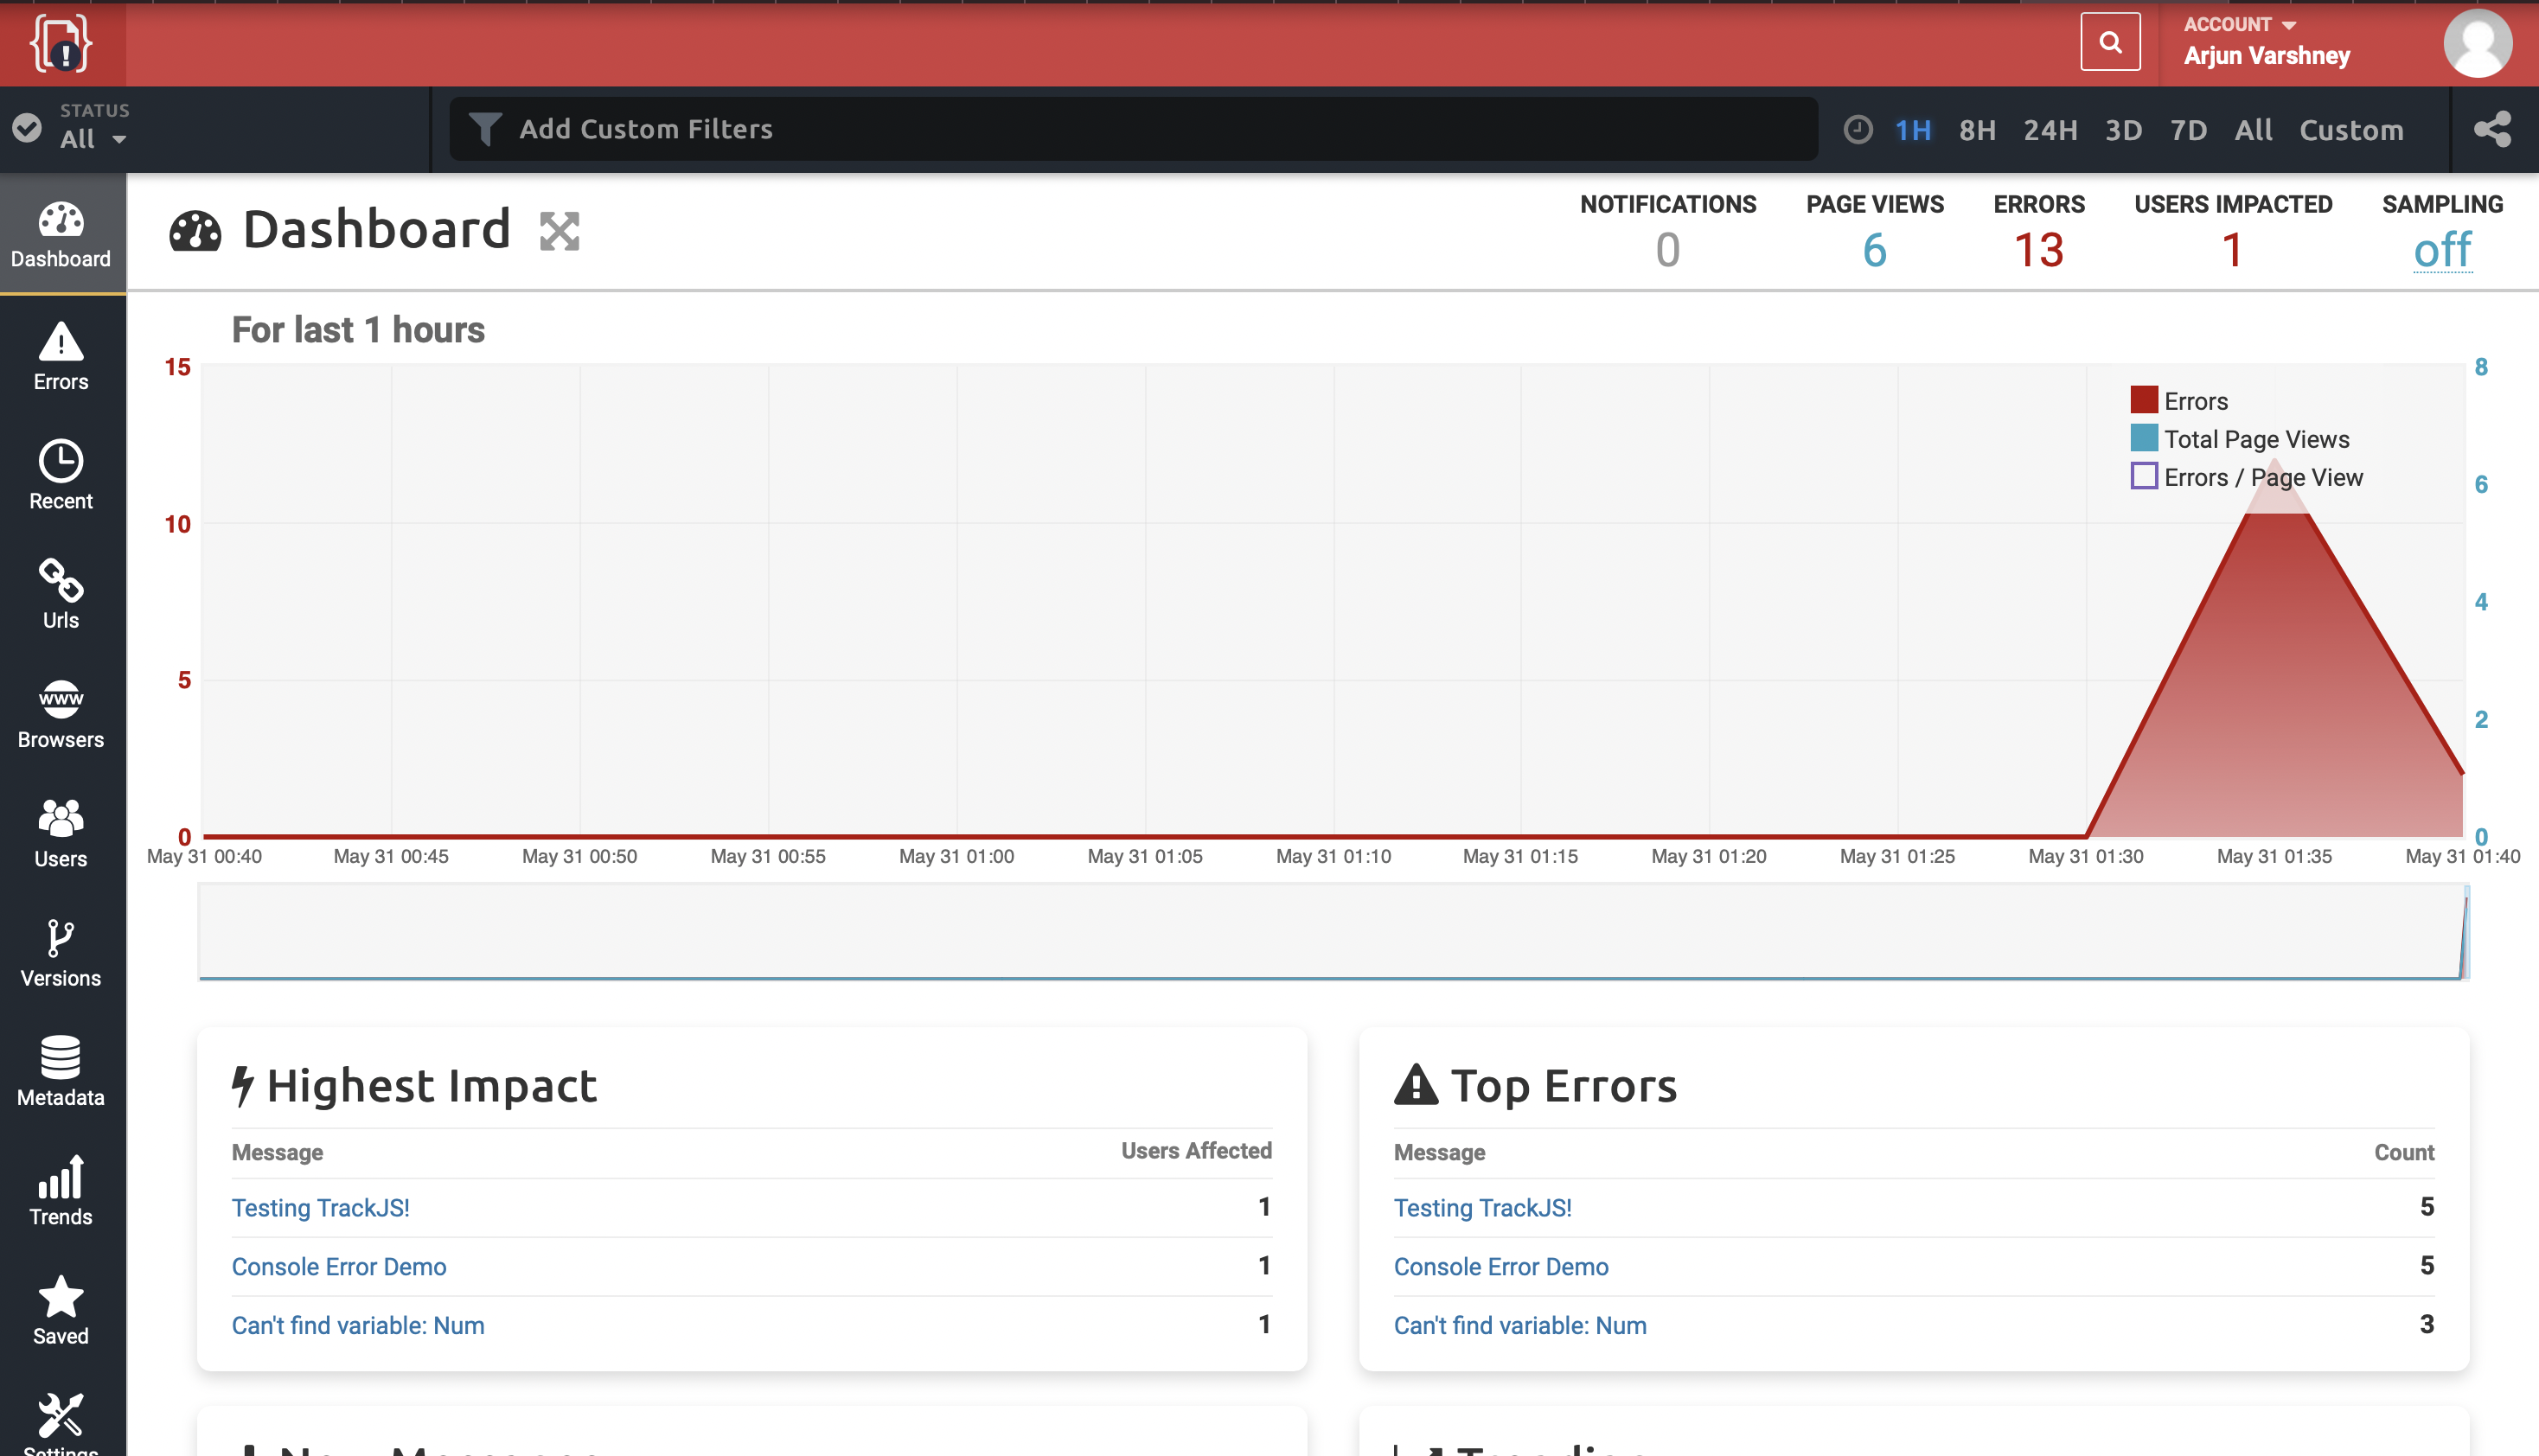 ACCOUNT
Arjun Varshney
STATUS
All
Add Custom Filters
1H 8H 24H 3D 7D All Custom
Dashboard
Errors
Recent
Urls
www
Browsers
Users
Versions
Metadata
Trends
Saved
Settings
Dashboard
NOTIFICATIONS
0
PAGE VIEWS
6
ERRORS
13
USERS IMPACTED
1
SAMPLING
off
For last 1 hours
15
10
5
0
8
6
4
2
0
Errors
Total Page Views
Errors / Page View
May 31 00:40 May 31 00:45 May 31 00:50 May 31 00:55 May 31 01:00 May 31 01:05 May 31 01:10 May 31 01:15 May 31 01:20 May 31 01:25 May 31 01:30 May 31 01:35 May 31 01:40
Highest Impact
Message Users Affected
Testing TrackJS! 1
Console Error Demo 1
Can't find variable: Num 1
Top Errors
Message Count
Testing TrackJS! 5
Console Error Demo 5
Can't find variable: Num 3